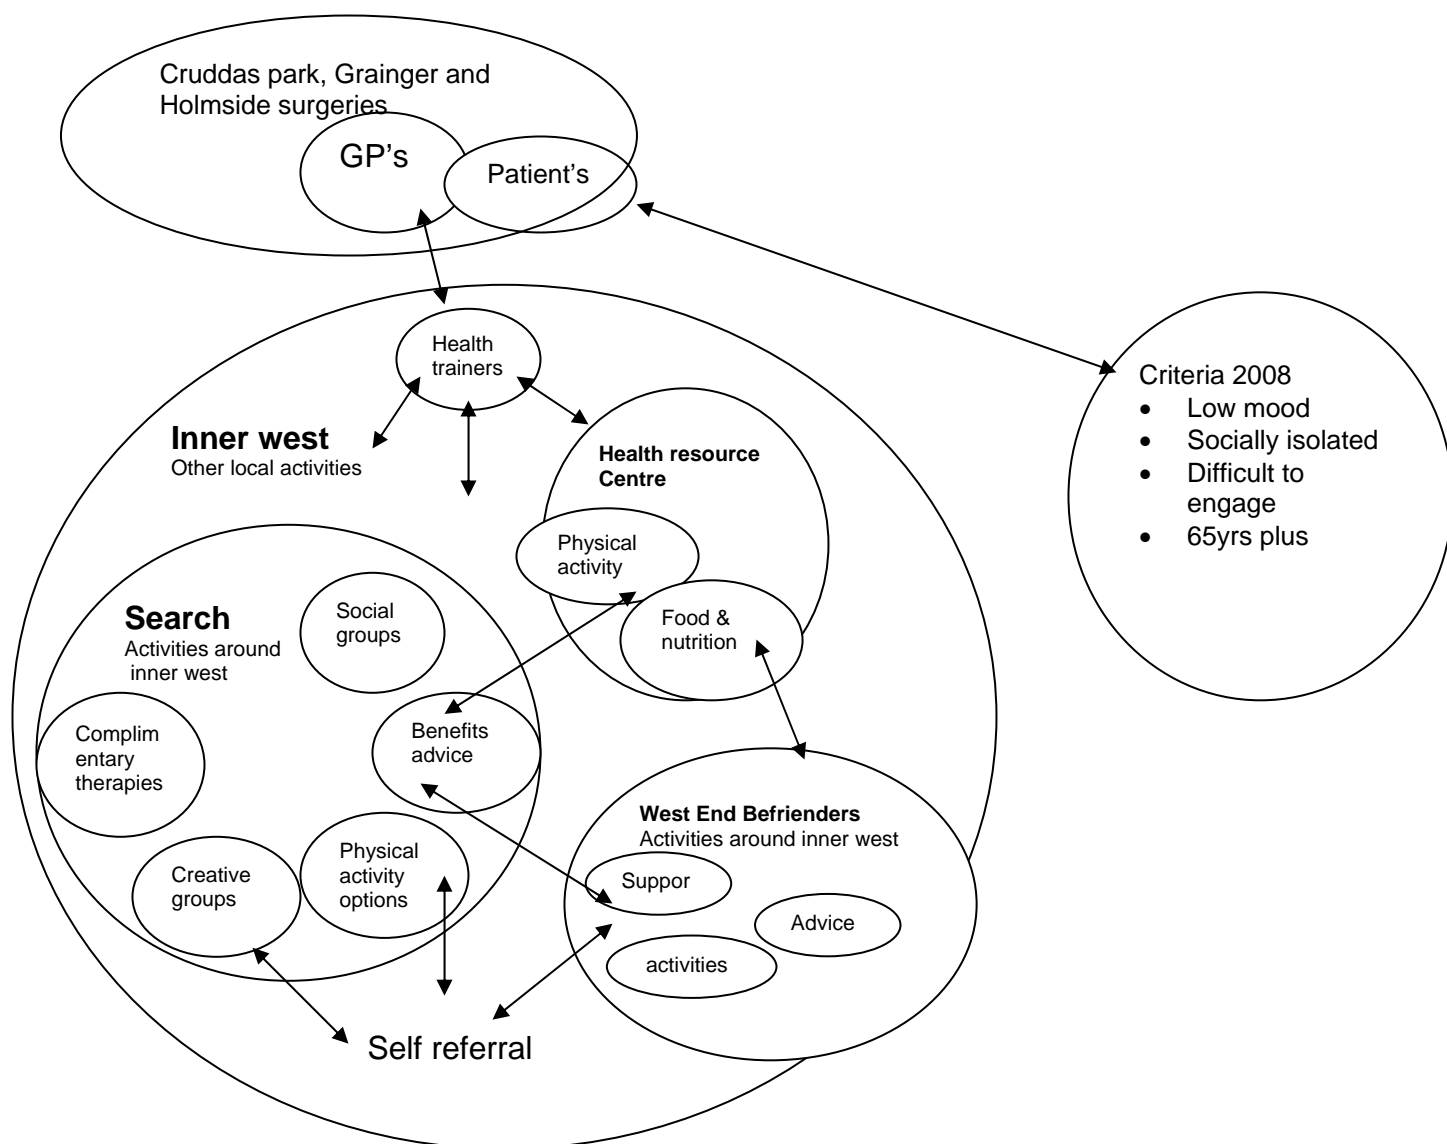 Cruddas park, Grainger and
Holmside surgeries
GP's
Patient's
Health
trainers
Inner west
Other local activities
Health resource
Centre
Physical
activity
Food &
nutrition
Criteria 2008
• Low mood
• Socially isolated
• Difficult to
engage
• 65yrs plus
Search
Activities around
inner west
Social
groups
Complim
entary
therapies
Benefits
advice
Creative
groups
Physical
activity
options
West End Befrienders
Activities around inner west
Suppor
Advice
activities
Self referral